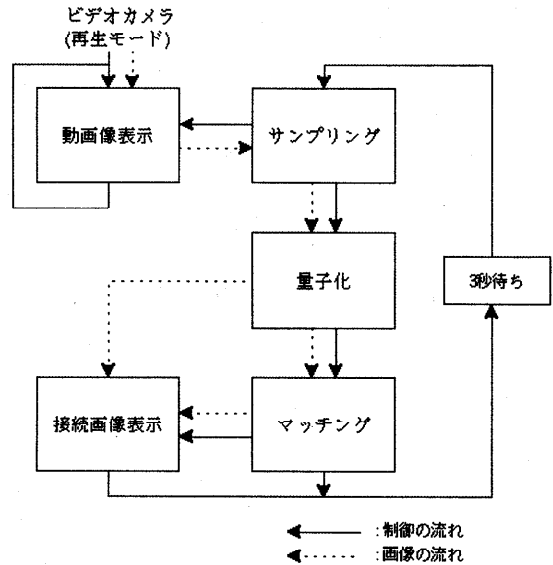 ビデオカメラ
(再生モード)
動画像表示
サンプリング
量子化
3秒待ち
接続画像表示
マッチング
:制御の流れ
:画像の流れ